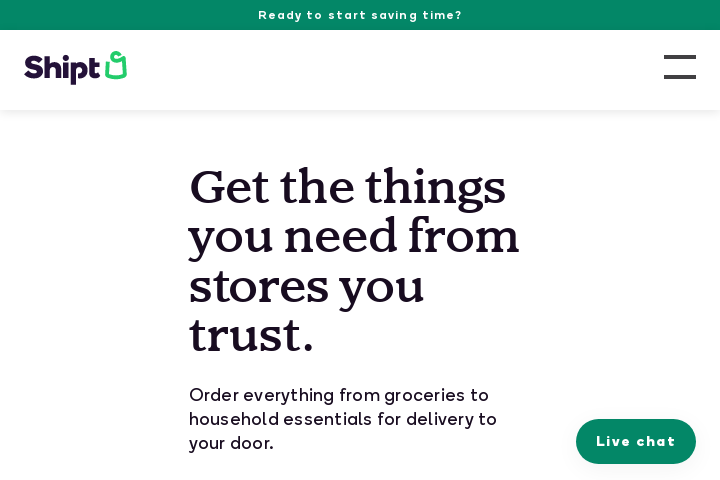 Ready to start saving time?
Shipt
Get the things
you need from
stores you
trust.
Order everything from groceries to
household essentials for delivery to
your door.
Live chat